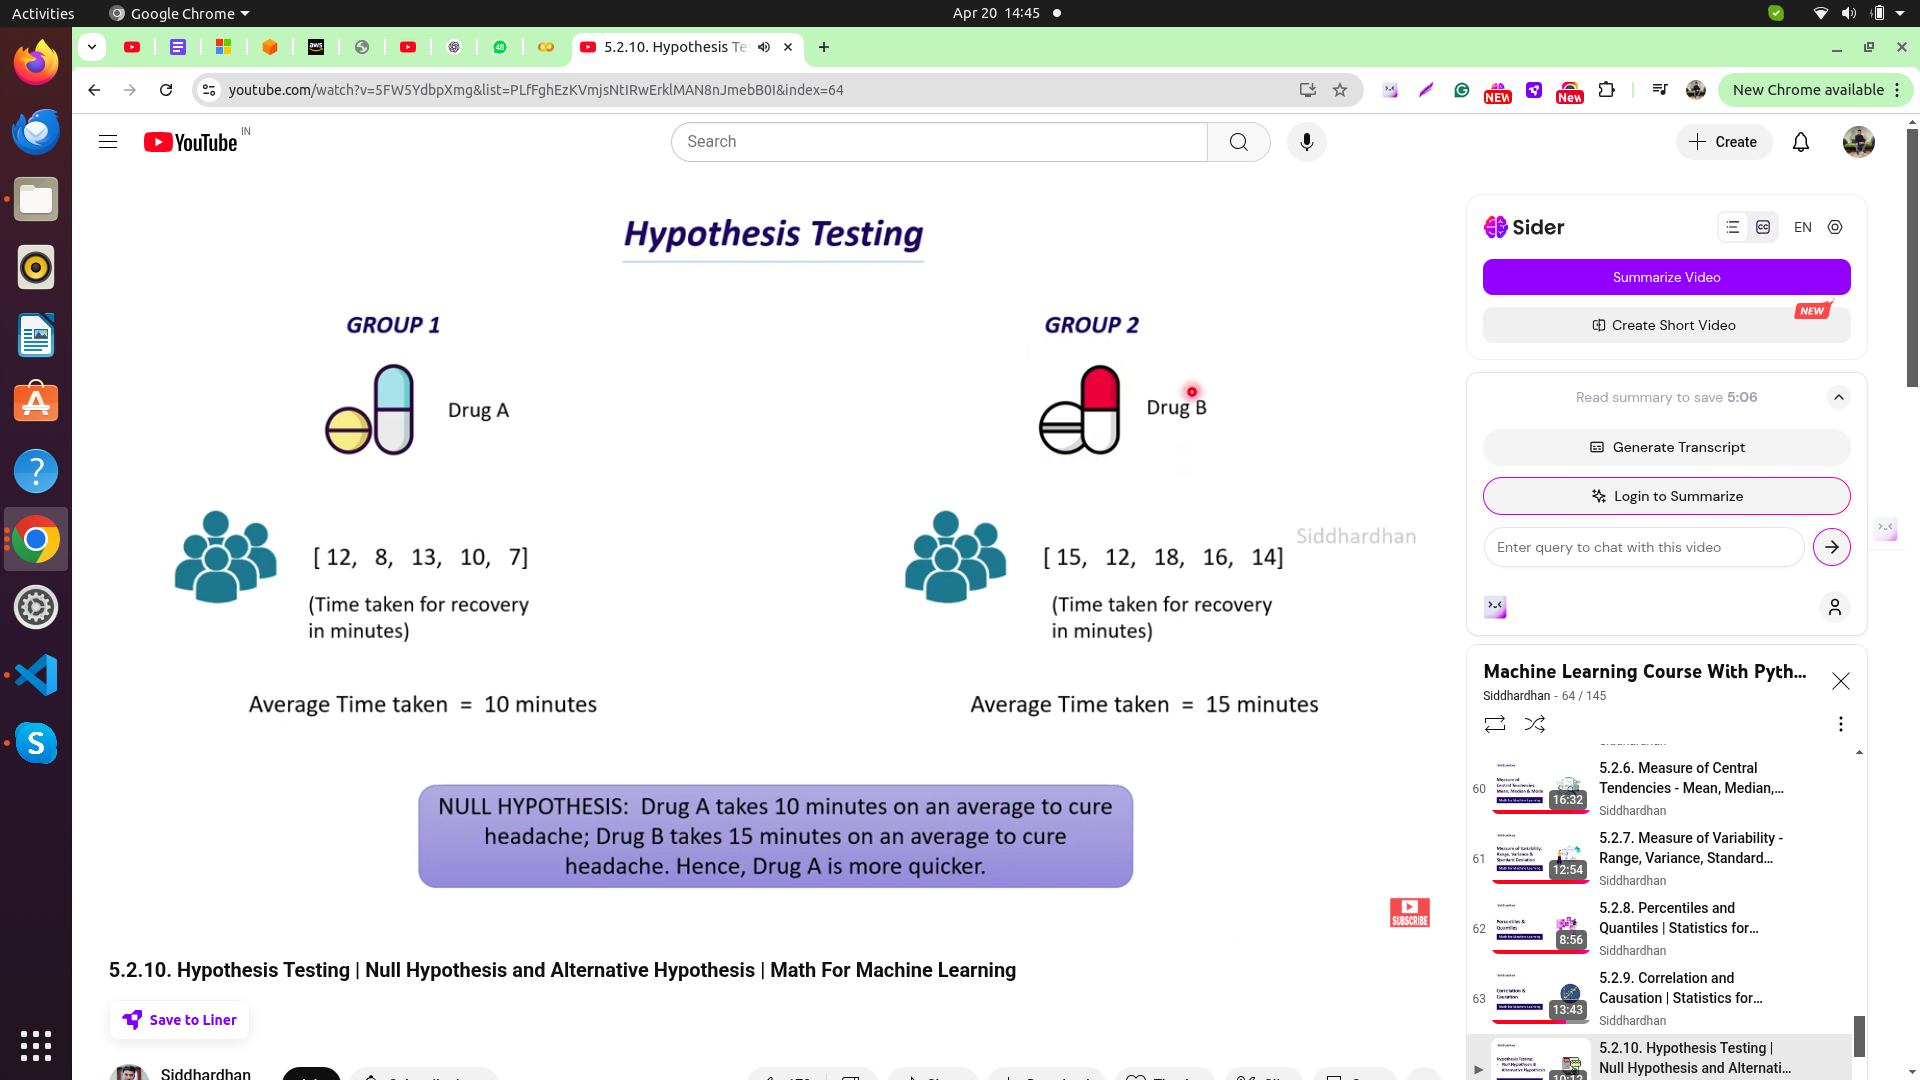 Activities
Google Chrome
Apr 20 14:45
aws
48
5.2.10. Hypothesis Te
youtube.com/watch?v=5FW5YdbpXmg&list=PLfFghEzKVmjsNtIRwErklMAN8nJmebB0I&index=64
NEW
New
New Chrome available
YouTube IN
Search
Create
Hypothesis Testing
GROUP 1
Drug A
[ 12, 8, 13, 10, 7]
(Time taken for recovery
in minutes)
Average Time taken = 10 minutes
GROUP 2
Drug B
Siddhardhan
[ 15, 12, 18, 16, 14]
(Time taken for recovery
in minutes)
Average Time taken = 15 minutes
NULL HYPOTHESIS: Drug A takes 10 minutes on an average to cure
headache; Drug B takes 15 minutes on an average to cure
headache. Hence, Drug A is more quicker.
SUBSCRIBE
5.2.10. Hypothesis Testing | Null Hypothesis and Alternative Hypothesis | Math For Machine Learning
Save to Liner
Siddhardhan
Sider
EN
Summarize Video
NEW
Create Short Video
Read summary to save 5:06
Generate Transcript
Login to Summarize
Enter query to chat with this video
Machine Learning Course With Pyth...
Siddhardhan - 64 / 145
60
16:32
5.2.6. Measure of Central
Tendencies - Mean, Median,...
Siddhardhan
61
12:54
5.2.7. Measure of Variability -
Range, Variance, Standard...
Siddhardhan
62
8:56
5.2.8. Percentiles and
Quantiles | Statistics for...
Siddhardhan
63
13:43
5.2.9. Correlation and
Causation | Statistics for...
Siddhardhan
5.2.10. Hypothesis Testing |
Null Hypothesis and Alternati...